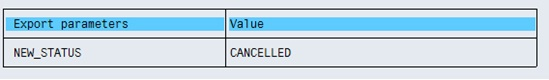 Export parameters Value
NEW_STATUS CANCELLED